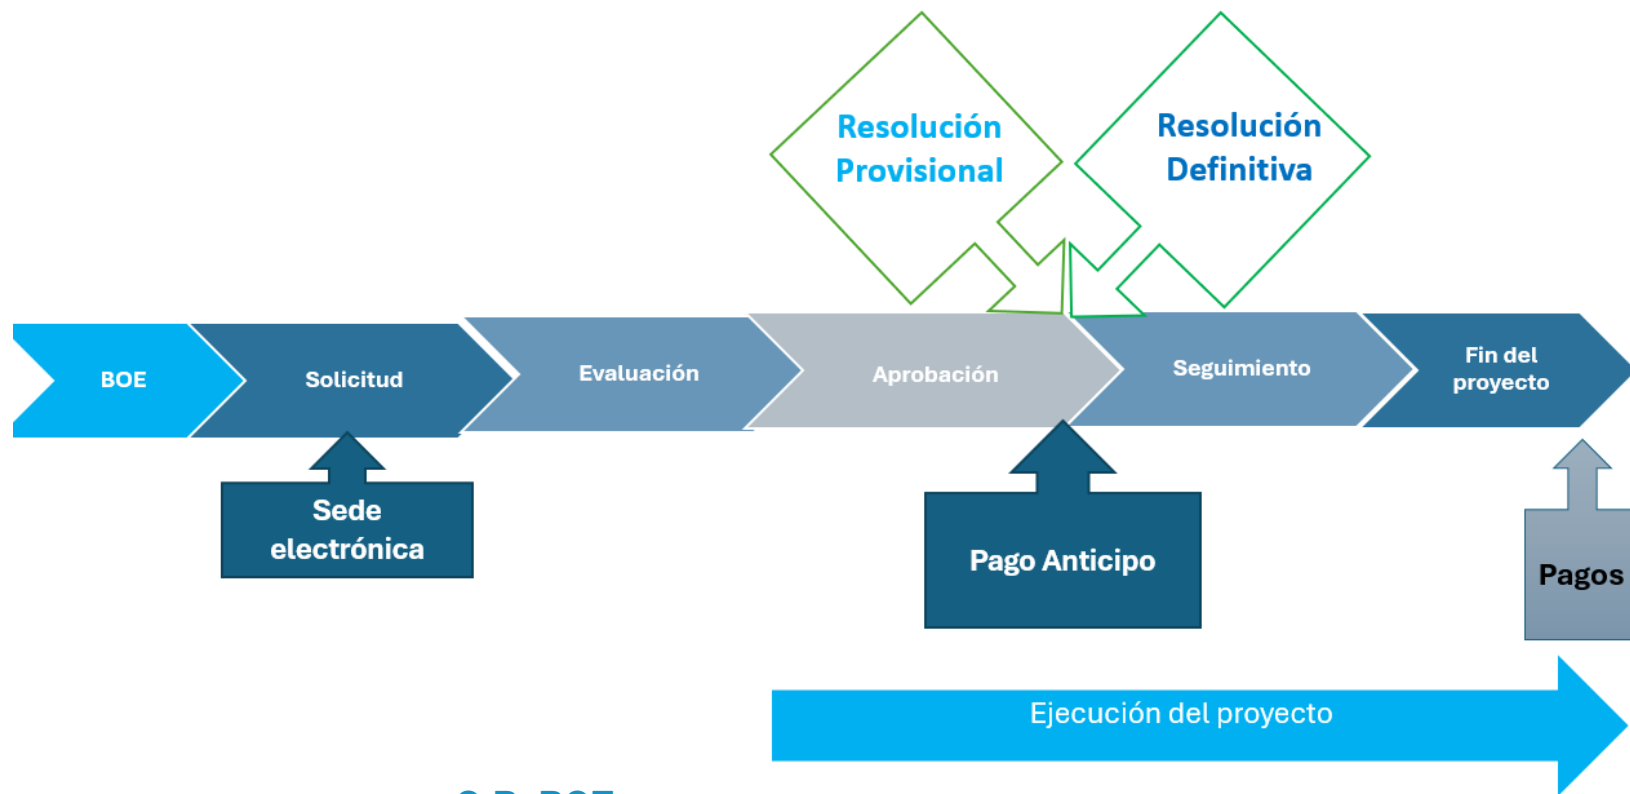 Resolución
Provisional
Resolución
Definitiva
BOE
Solicitud
Evaluación
Aprobación
Seguimiento
Fin del
proyecto
Sede
electrónica
Pago Anticipo
Pagos
Ejecución del proyecto